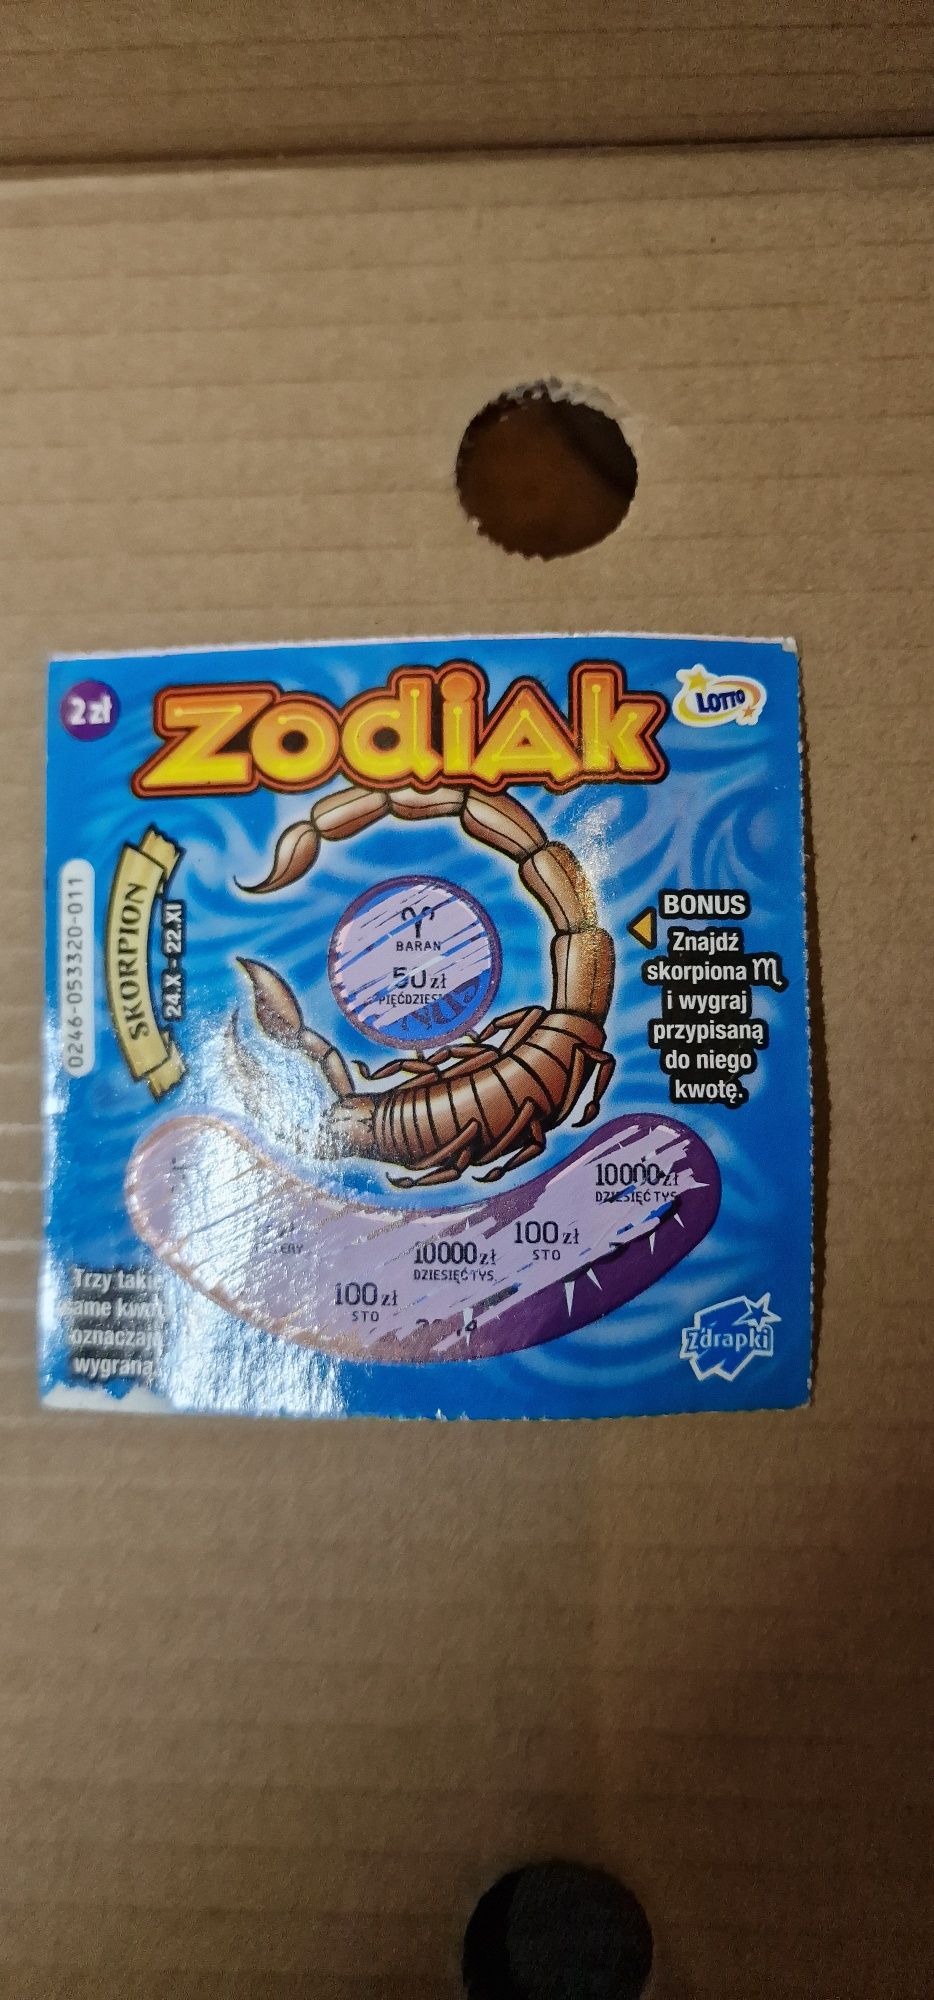 2 zł
Zodiak
LOTTO
SKORPION
24.X - 22.XI
0246-053320-011
BARAN
50 zł
BONUS
Znajdź
skorpiona ♏
i wygraj
przypisaną
do niego
kwotę.
10000 zł
DZIESIĘĆ TYS.
100 zł
STO
10000 zł
DZIESIĘĆ TYS.
100 zł
STO
Trzy takie
same kwoty
oznaczają
wygraną.
Zdrapki